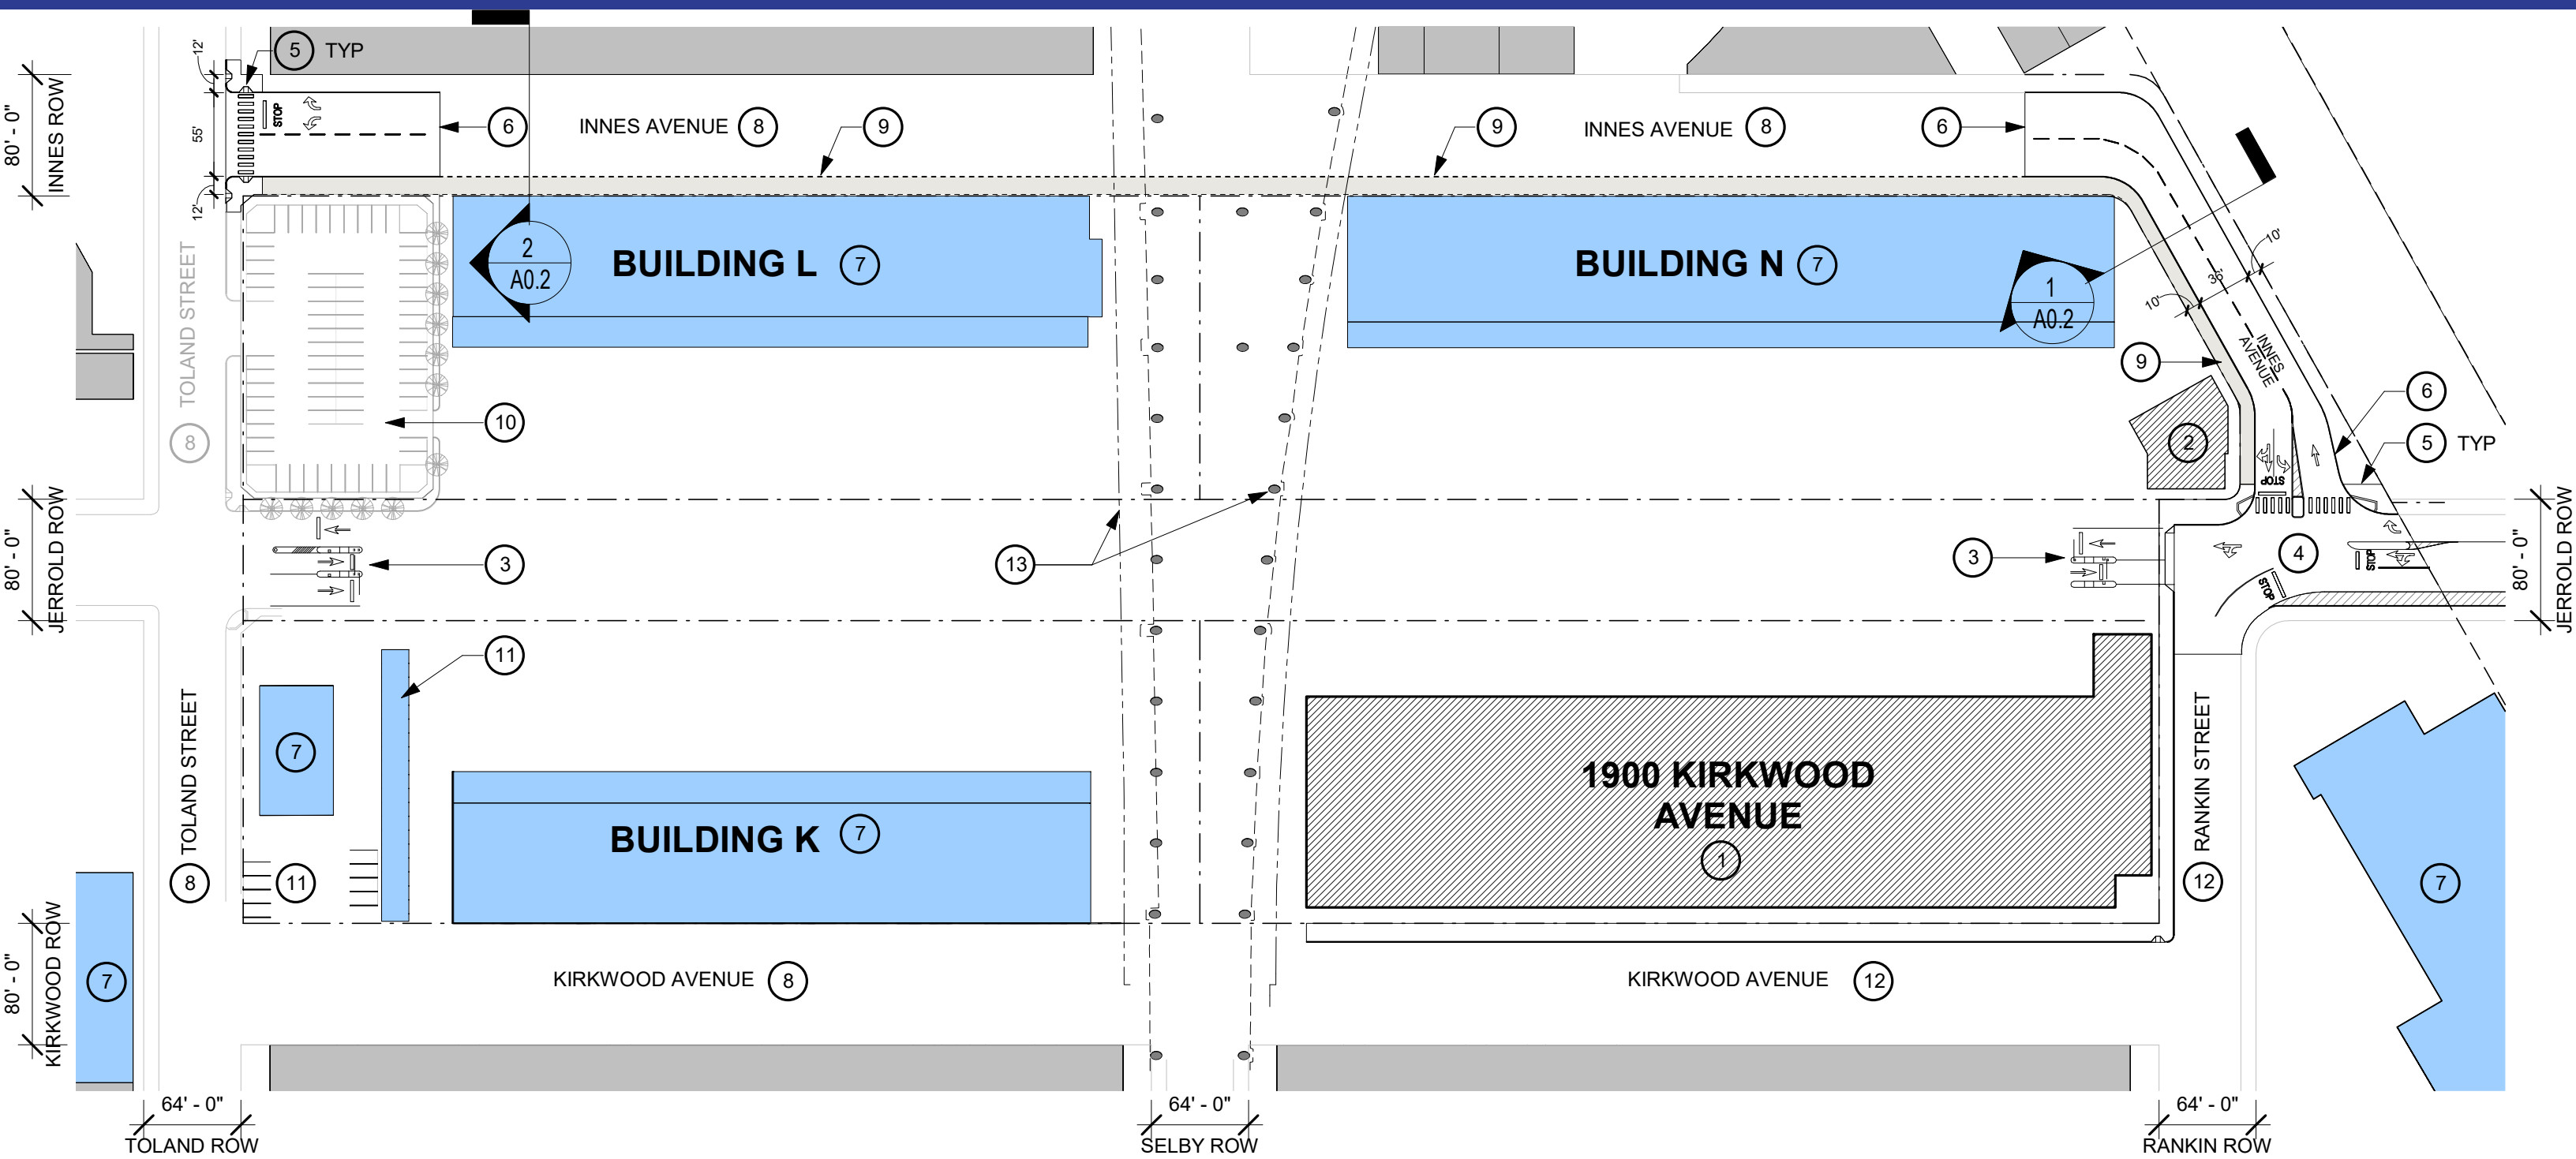 5 TYP
12'
55'
12'
80' - 0"
INNES ROW
STOP
6
INNES AVENUE 8
9
9
INNES AVENUE 8
6
BUILDING L 7
2
A0.2
BUILDING N 7
1
A0.2
10'
36'
10'
INNES
AVENUE
9
6
5 TYP
TOLAND STREET
8
10
2
STOP
80' - 0"
JERROLD ROW
3
13
3
4
STOP
STOP
80' - 0"
JERROLD ROW
11
7
11
TOLAND STREET
8
BUILDING K 7
1900 KIRKWOOD
AVENUE
1
RANKIN STREET
12
7
80' - 0"
KIRKWOOD ROW
7
KIRKWOOD AVENUE 8
KIRKWOOD AVENUE 12
64' - 0"
TOLAND ROW
64' - 0"
SELBY ROW
64' - 0"
RANKIN ROW